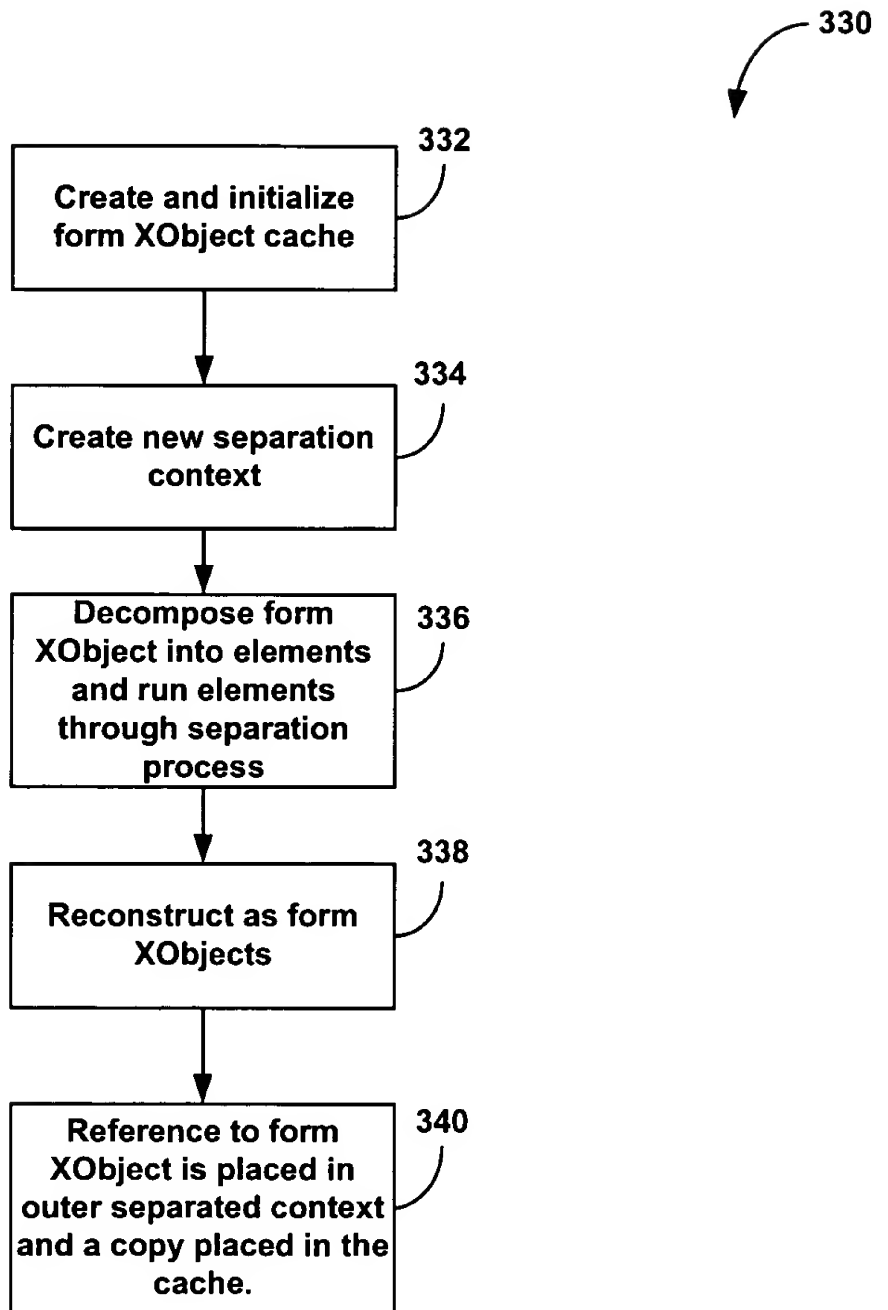 330
332
Create and initialize
form XObject cache
334
Create new separation
context
336
Decompose form
XObject into elements
and run elements
through separation
process
338
Reconstruct as form
XObjects
340
Reference to form
XObject is placed in
outer separated context
and a copy placed in the
cache.